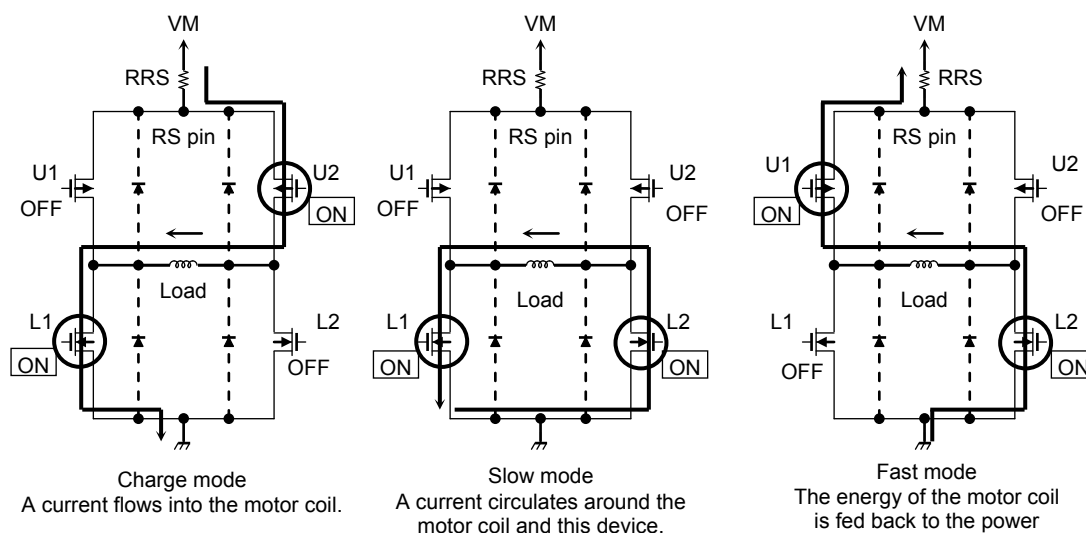 VM
RRS
RS pin
U1
OFF
U2
ON
Load
L1
ON
L2
OFF
Charge mode
A current flows into the motor coil.
VM
RRS
RS pin
U1
OFF
U2
OFF
Load
L1
ON
L2
ON
Slow mode
A current circulates around the
motor coil and this device.
VM
RRS
RS pin
U1
ON
U2
OFF
Load
L1
OFF
L2
ON
Fast mode
The energy of the motor coil
is fed back to the power